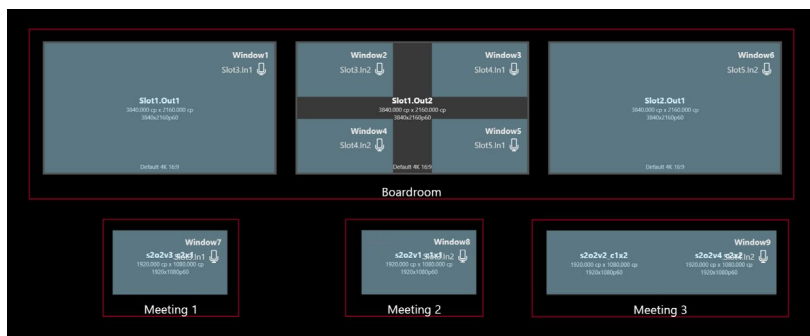 Window1
Slot3.In1
Slot1.Out1
3840.000 cp x 2160.000 cp
3840x2160p60
Default 4K 16:9
Window2
Slot3.In2
Window3
Slot4.In1
Slot1.Out2
3840.000 cp x 2160.000 cp
3840x2160p60
Window4
Slot4.In2
Window5
Slot5.In1
Default 4K 16:9
Window6
Slot5.In2
Slot2.Out1
3840.000 cp x 2160.000 cp
3840x2160p60
Default 4K 16:9
Boardroom
Window7
1920.000 cp x 1080.000 cp
1920x1080p60
Meeting 1
Window8
1920.000 cp x 1080.000 cp
1920x1080p60
Meeting 2
Window9
s2o2v2_c1x2
1920.000 cp x 1080.000 cp
1920x1080p60
1920.000 cp x 1080.000 cp
1920x1080p60
Meeting 3